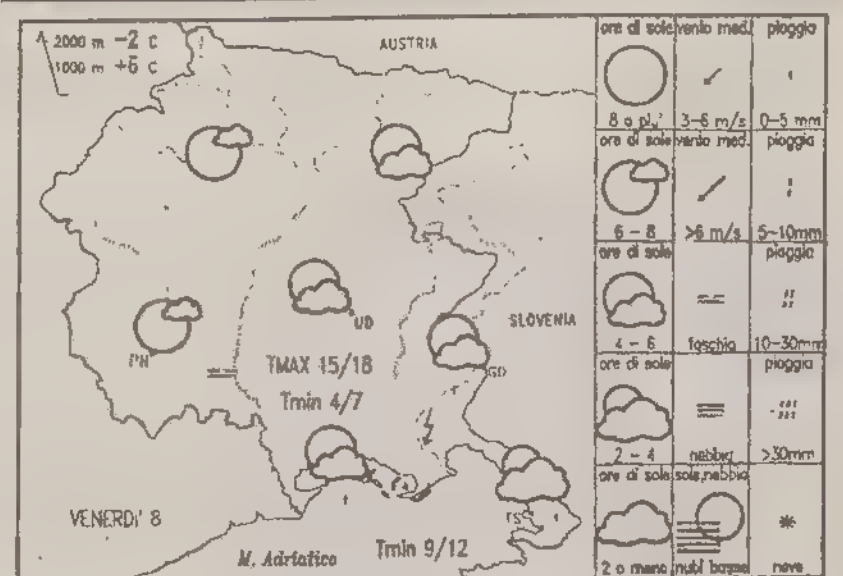 2000 m -2 C
1000 m +6 C
AUSTRIA
SLOVENIA
UD
PN
GO
TS
TMAX 15/18
Tmin 4/7
VENERDI' 8
M. Adriatico
Tmin 9/12
ore di sole vento med. pioggia
8 o piu' 3-6 m/s 0-5 mm
ore di sole vento med. pioggia
6 - 8 >6 m/s 5-10mm
ore di sole pioggia
4 - 6 foschia 10-30mm
ore di sole pioggia
2 - 4 nebbia >30mm
ore di sole sole,nebbia
2 o meno nubi basse neve